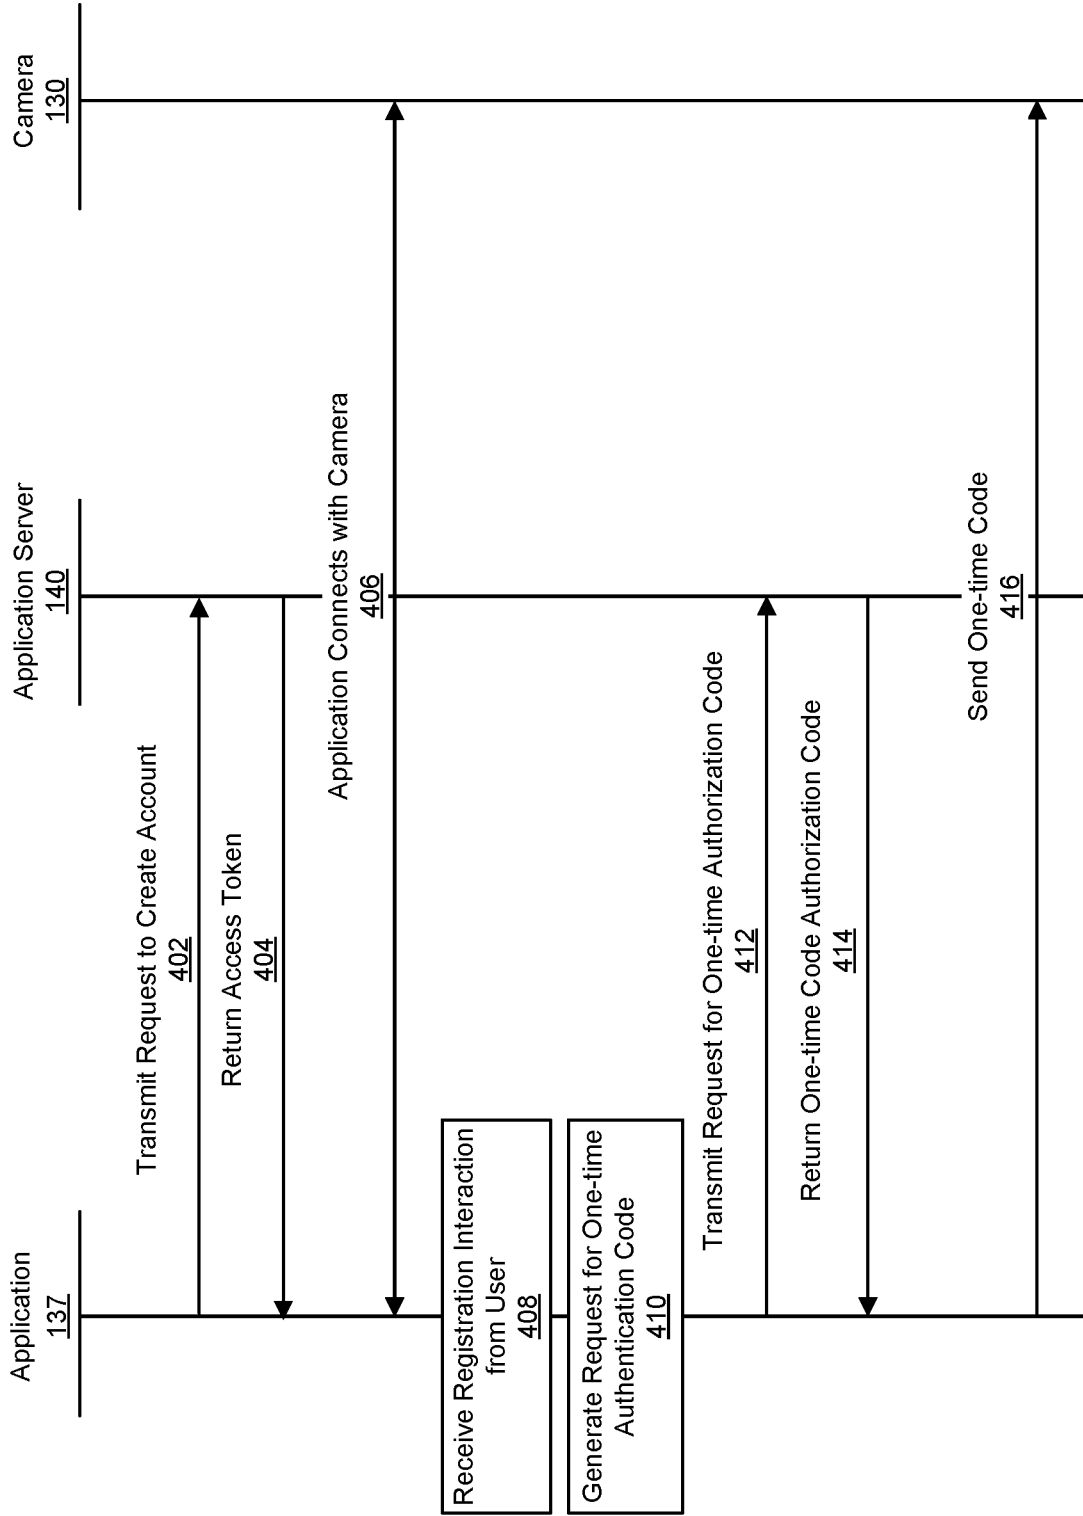 Application
137
Application Server
140
Camera
130
Transmit Request to Create Account
402
Return Access Token
404
Application Connects with Camera
406
Receive Registration Interaction
from User
408
Generate Request for One-time
Authentication Code
410
Transmit Request for One-time Authorization Code
412
Return One-time Code Authorization Code
414
Send One-time Code
416